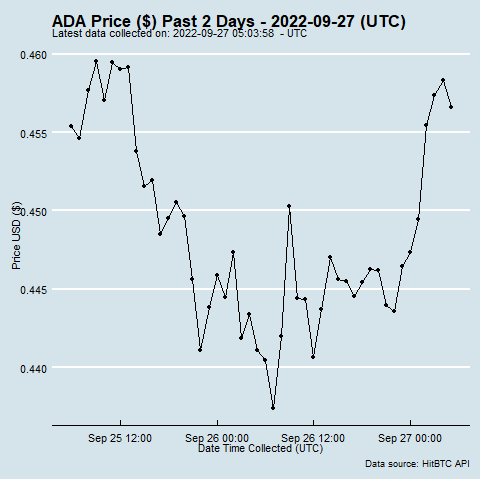 ADA Price ($) Past 2 Days - 2022-09-27 (UTC)
Latest data collected on: 2022-09-27 05:03:58 - UTC
0.460
0.455
0.450
0.445
0.440
Price USD ($)
Sep 25 12:00
Sep 26 00:00
Sep 26 12:00
Sep 27 00:00
Date Time Collected (UTC)
Data source: HitBTC API